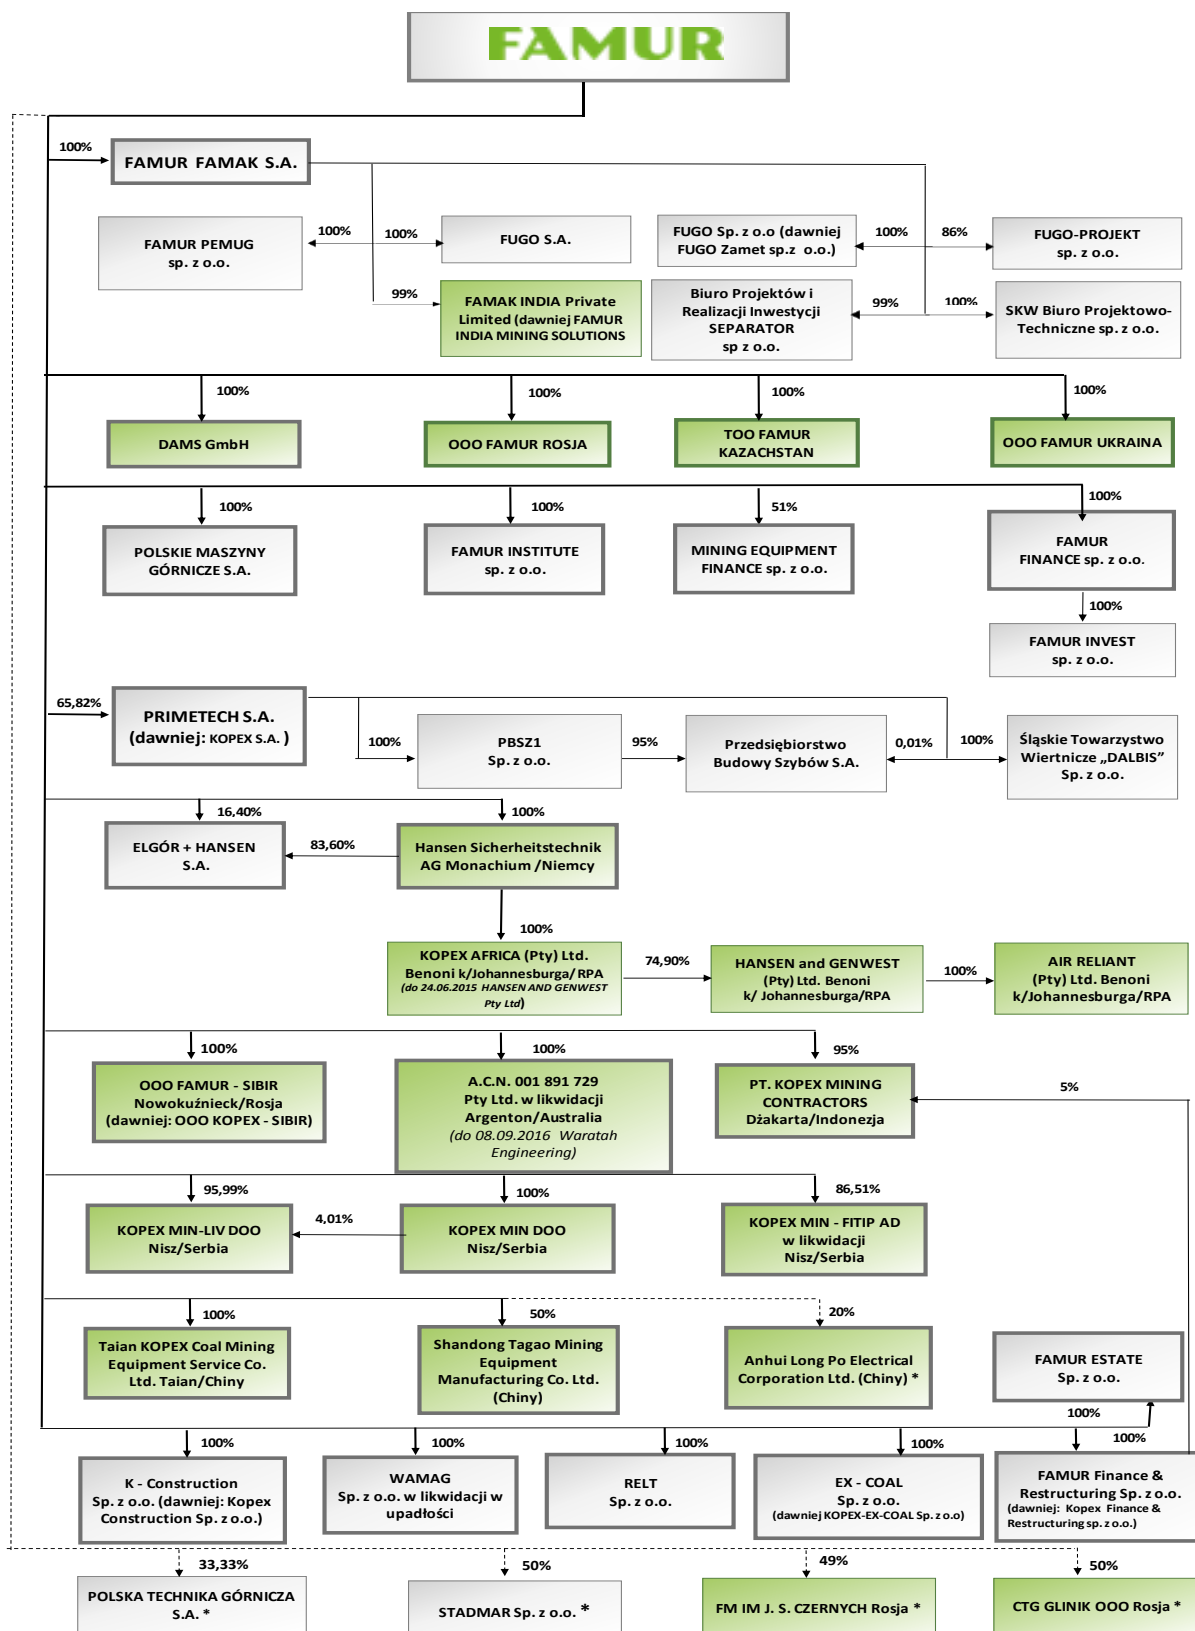 FAMUR
100%
FAMUR FAMAK S.A.
FAMUR PEMUG
sp. z o.o.
100%
100%
FUGO S.A.
FUGO Sp. z o.o (dawniej
FUGO Zamet sp.z o.o.)
100%
86%
FUGO-PROJEKT
sp. z o.o.
99%
FAMAK INDIA Private
Limited (dawniej FAMUR
INDIA MINING SOLUTIONS
Biuro Projektów i
Realizacji Inwestycji
SEPARATOR
sp z o.o.
99%
100%
SKW Biuro Projektowo-
Techniczne sp. z o.o.
100%
100%
100%
100%
DAMS GmbH
OOO FAMUR ROSJA
TOO FAMUR
KAZACHSTAN
OOO FAMUR UKRAINA
100%
100%
51%
100%
POLSKIE MASZYNY
GÓRNICZE S.A.
FAMUR INSTITUTE
sp. z o.o.
MINING EQUIPMENT
FINANCE sp. z o.o.
FAMUR
FINANCE sp. z o.o.
100%
FAMUR INVEST
sp. z o.o.
65,82%
PRIMETECH S.A.
(dawniej: KOPEX S.A. )
100%
PBSZ1
Sp. z o.o.
95%
Przedsiębiorstwo
Budowy Szybów S.A.
0,01%
100%
Śląskie Towarzystwo
Wiertnicze „DALBIS”
Sp. z o.o.
16,40%
100%
ELGÓR + HANSEN
S.A.
83,60%
Hansen Sicherheitstechnik
AG Monachium /Niemcy
100%
KOPEX AFRICA (Pty) Ltd.
Benoni k/Johannesburga/RPA
(do 24.06.2015 HANSEN AND GENWEST
Pty Ltd)
74,90%
HANSEN and GENWEST
(Pty) Ltd. Benoni
k/ Johannesburga/RPA
100%
AIR RELIANT
(Pty) Ltd. Benoni
k/Johannesburga/RPA
100%
100%
95%
OOO FAMUR - SIBIR
Nowokuźnieck/Rosja
(dawniej: OOO KOPEX - SIBIR)
A.C.N. 001 891 729
Pty Ltd. w likwidacji
Argenton/Australia
(do 08.09.2016 Waratah
Engineering)
PT. KOPEX MINING
CONTRACTORS
Dżakarta/Indonezja
5%
95,99%
100%
86,51%
KOPEX MIN-LIV DOO
Nisz/Serbia
4,01%
KOPEX MIN DOO
Nisz/Serbia
KOPEX MIN - FITIP AD
w likwidacji
Nisz/Serbia
100%
50%
20%
Taian KOPEX Coal Mining
Equipment Service Co.
Ltd. Taian/Chiny
Shandong Tagao Mining
Equipment
Manufacturing Co. Ltd.
(Chiny)
Anhui Long Po Electrical
Corporation Ltd. (Chiny) *
FAMUR ESTATE
Sp. z o.o.
100%
100%
100%
100%
100%
100%
K - Construction
Sp. z o.o. (dawniej: Kopex
Construction Sp. z o.o.)
WAMAG
Sp. z o.o. w likwidacji w
upadłości
RELT
Sp. z o.o.
EX - COAL
Sp. z o.o.
(dawniej KOPEX-EX-COAL Sp. z o.o)
FAMUR Finance &
Restructuring Sp. z o.o.
(dawniej: Kopex Finance &
Restructuring sp. z o.o.)
33,33%
50%
49%
50%
POLSKA TECHNIKA GÓRNICZA
S.A. *
STADMAR Sp. z o.o. *
FM IM J. S. CZERNYCH Rosja *
CTG GLINIK OOO Rosja *